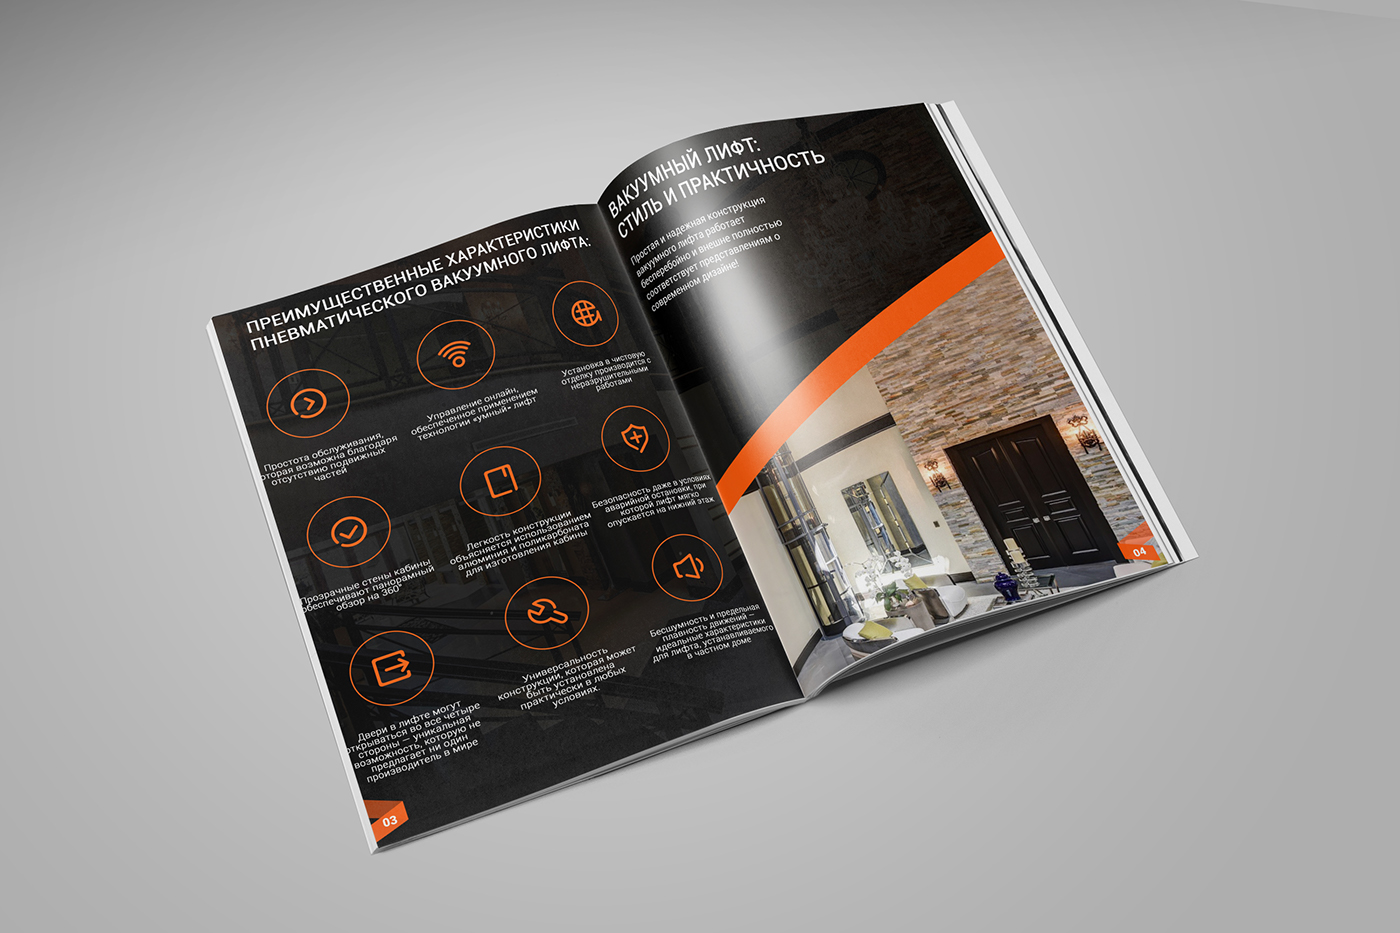 ПРЕИМУЩЕСТВЕННЫЕ ХАРАКТЕРИСТИКИ
ПНЕВМАТИЧЕСКОГО ВАКУУМНОГО ЛИФТА:
Простота обслуживания,
оторая возможна благодаря
отсутствию подвижных
частей
Управление онлайн,
обеспеченное применением
технологии «умный» лифт
Установка в чистовую
отделку производится с
неразрушительными
работами
Прозрачные стены кабины
обеспечивают панорамный
обзор на 360°
Легкость конструкции
объясняется использованием
алюминия и поликарбоната
для изготовления кабины
Безопасность даже в условиях
аварийной остановки, при
которой лифт мягко
опускается на нижний этаж
Двери в лифте могут
открываться во все четыре
стороны — уникальная
возможность, которую не
предлагает ни один
производитель в мире
Универсальность
конструкции, которая может
быть установлена
практически в любых
условиях.
Бесшумность и предельная
плавность движений —
идеальные характеристики
для лифта, устанавливаемого
в частном доме
03
ВАКУУМНЫЙ ЛИФТ:
СТИЛЬ И ПРАКТИЧНОСТЬ
Простая и надежная конструкция
вакуумного лифта работает
бесперебойно и внешне полностью
соответствует представлениям о
современном дизайне!
04